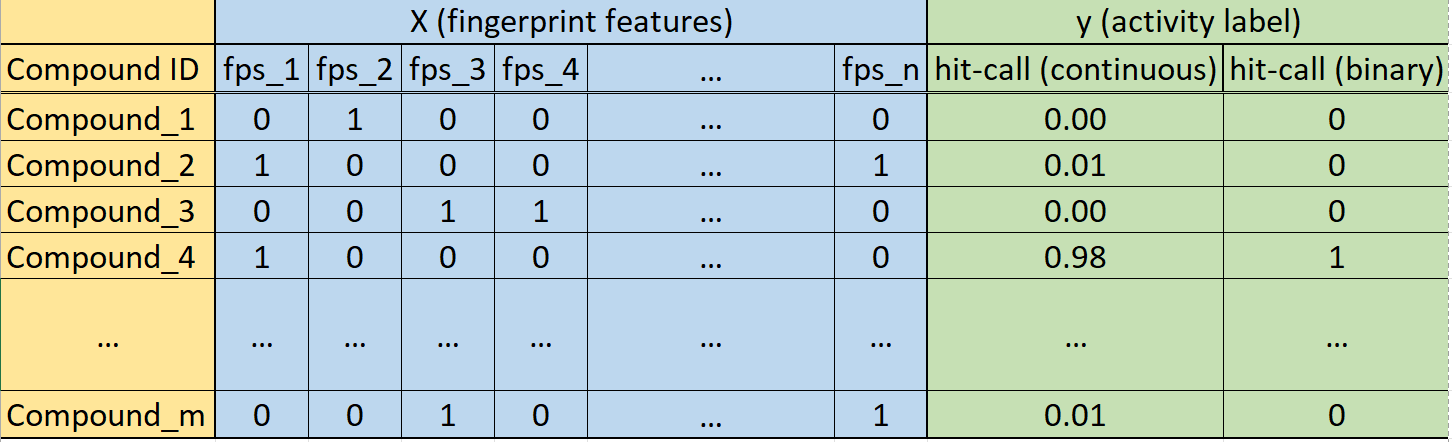 X (fingerprint features) y (activity label)
Compound ID fps_1 fps_2 fps_3 fps_4 ... fps_n hit-call (continuous) hit-call (binary)
Compound_1 0 1 0 0 ... 0 0.00 0
Compound_2 1 0 0 0 ... 1 0.01 0
Compound_3 0 0 1 1 ... 0 0.00 0
Compound_4 1 0 0 0 ... 0 0.98 1
... ... ... ... ... ... ... ... ...
Compound_m 0 0 1 0 ... 1 0.01 0